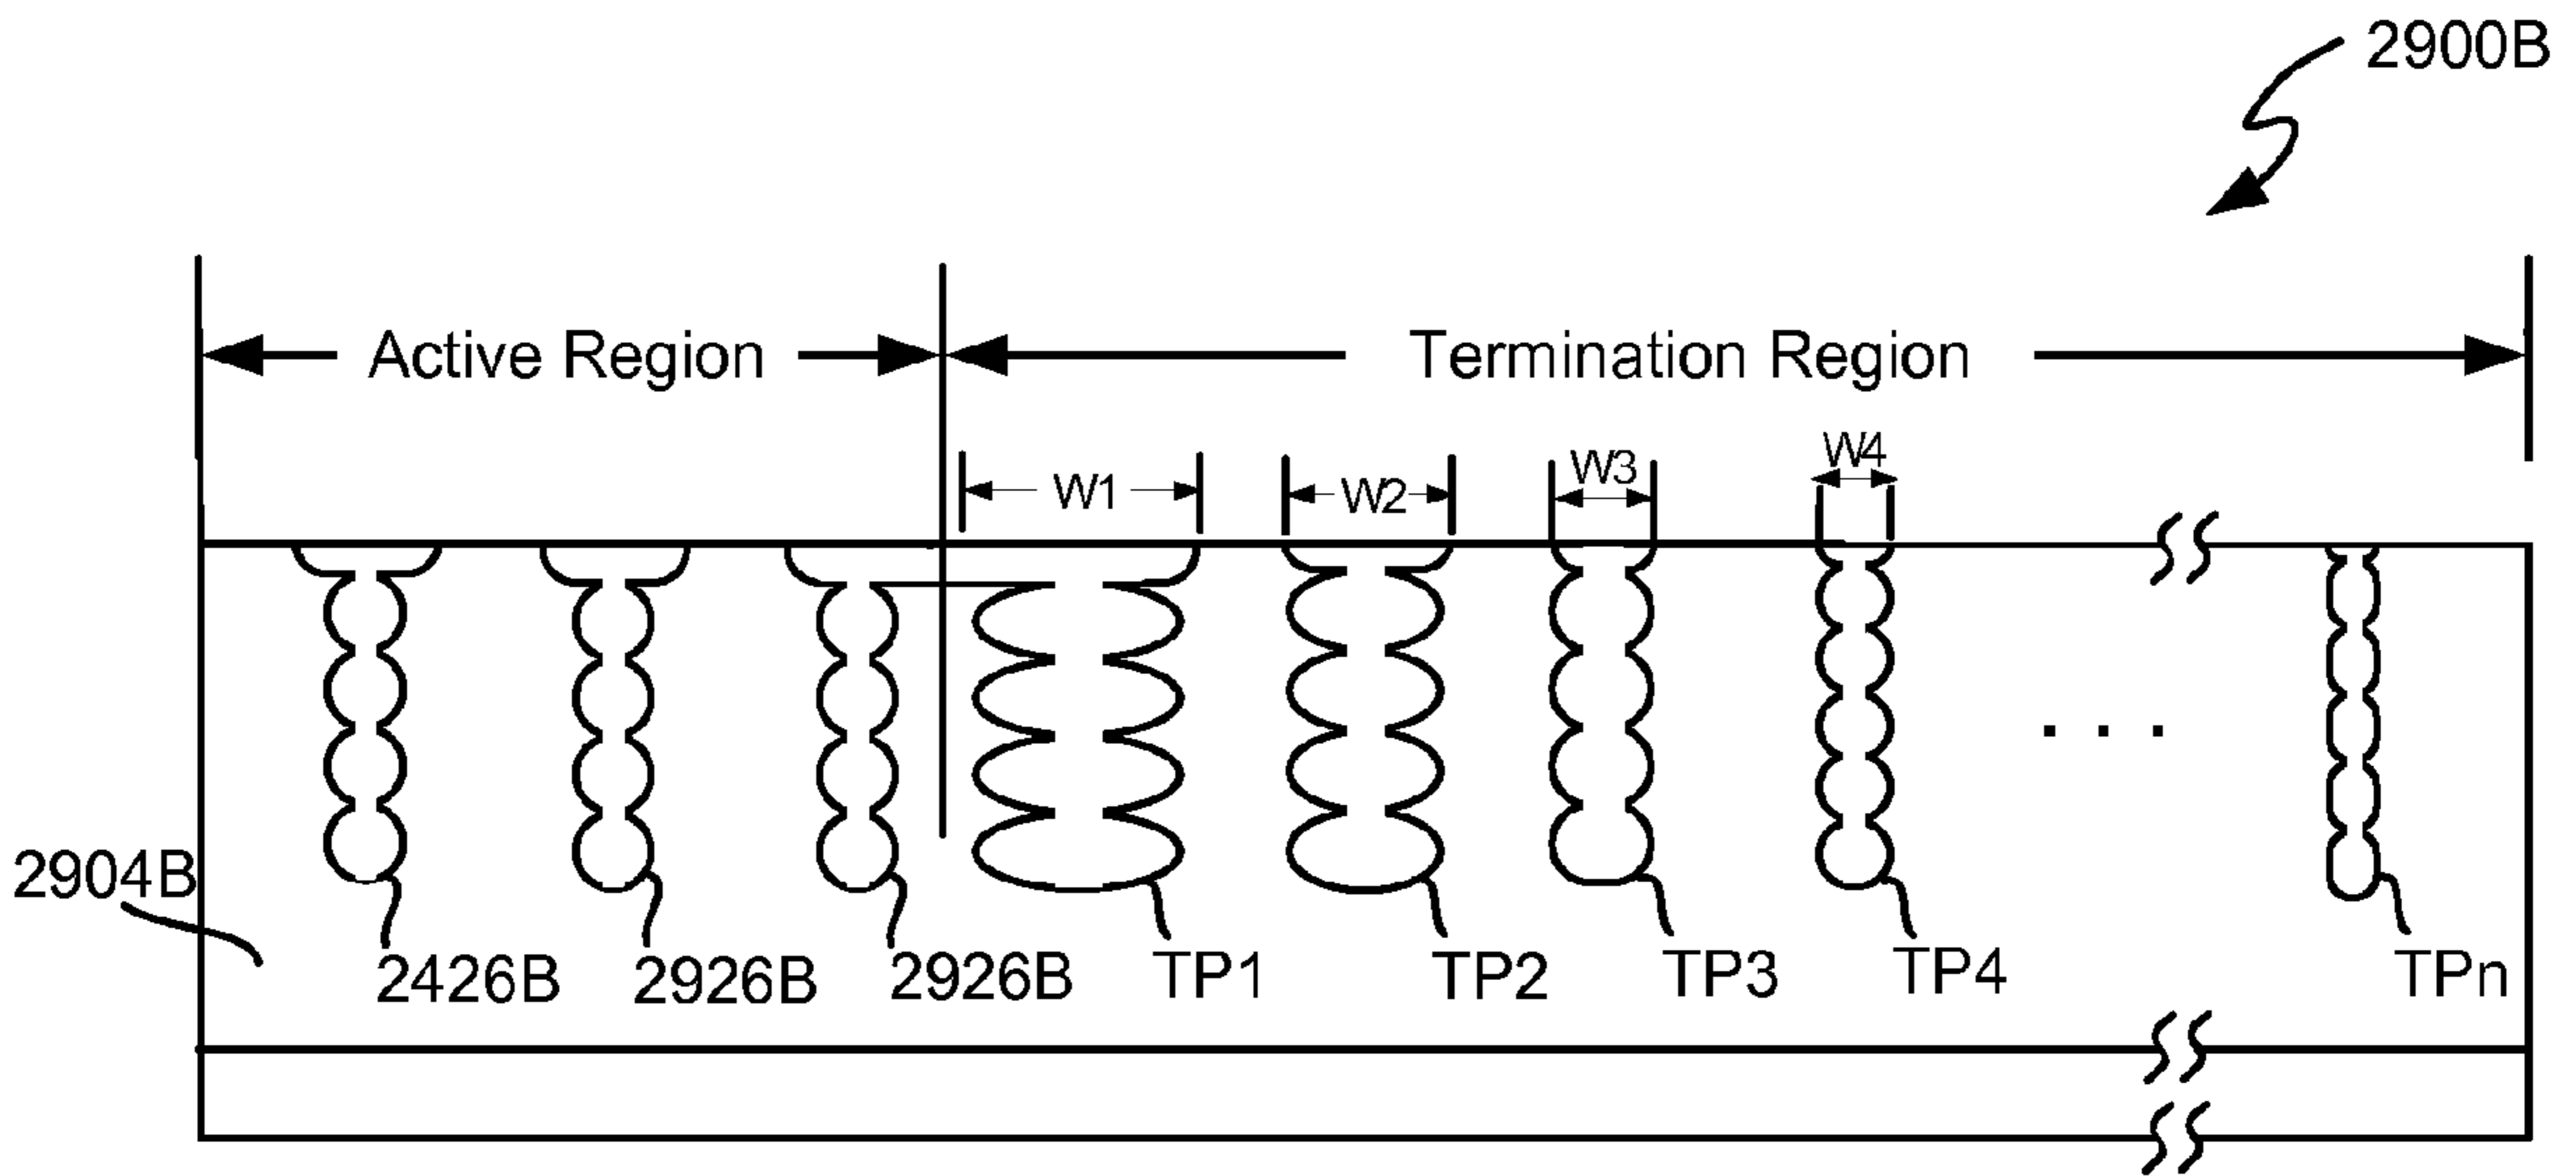 2900B
Active Region
Termination Region
W1
W2
W3
W4
. . .
2904B
2426B
2926B
2926B
TP1
TP2
TP3
TP4
TPn